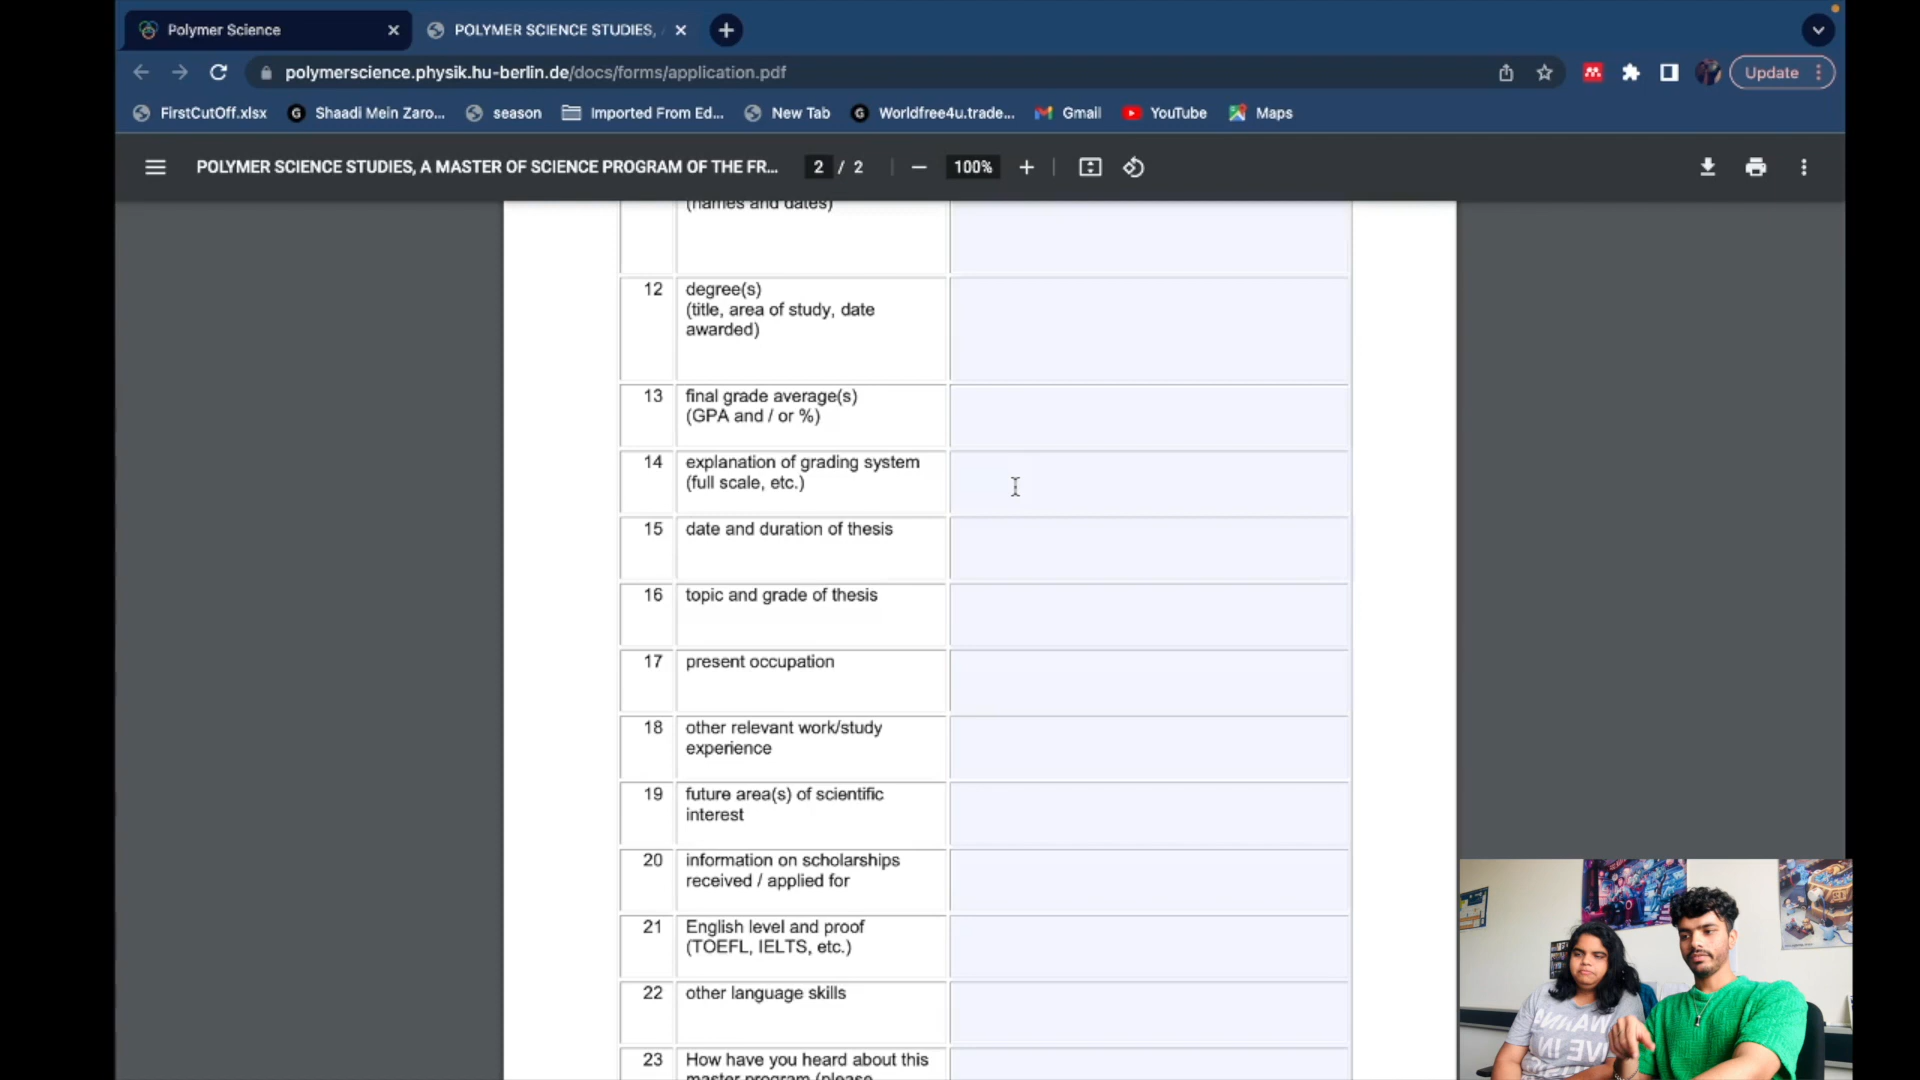 Polymer Science
POLYMER SCIENCE STUDIES,
polymerscience.physik.hu-berlin.de/docs/forms/application.pdf
Update
FirstCutOff.xlsx
Shaadi Mein Zaro...
season
Imported From Ed...
New Tab
Worldfree4u.trade...
Gmail
YouTube
Maps
POLYMER SCIENCE STUDIES, A MASTER OF SCIENCE PROGRAM OF THE FR...
2 / 2
100%
(names and dates)
12 degree(s)
(title, area of study, date
awarded)
13 final grade average(s)
(GPA and / or %)
14 explanation of grading system
(full scale, etc.)
15 date and duration of thesis
16 topic and grade of thesis
17 present occupation
18 other relevant work/study
experience
19 future area(s) of scientific
interest
20 information on scholarships
received / applied for
21 English level and proof
(TOEFL, IELTS, etc.)
22 other language skills
23 How have you heard about this
master program (please